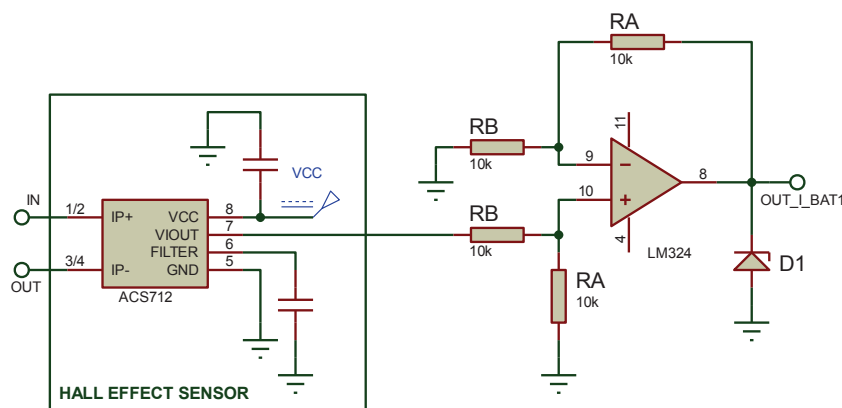 RA
10k
RB
10k
11
9
8
10
4
LM324
OUT_I_BAT1
VCC
IN
1/2
IP+
VCC
8
VIOUT
7
FILTER
6
GND
5
3/4
IP-
OUT
ACS712
RB
10k
RA
10k
D1
HALL EFFECT SENSOR